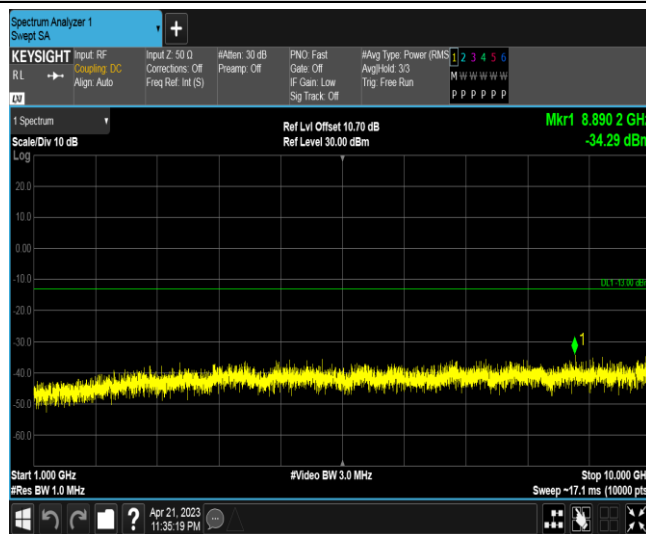 Spectrum Analyzer 1
Swept SA
KEYSIGHT
RL
Input: RF
Coupling: DC
Align: Auto
Input Z: 50 Ω
Corrections: Off
Freq Ref: Int (S)
#Atten: 30 dB
Preamp: Off
PNO: Fast
Gate: Off
IF Gain: Low
Sig Track: Off
#Avg Type: Power (RMS
Avg|Hold: 3/3
Trig: Free Run
1 2 3 4 5 6
M W W W W W
P P P P P P
LXI
1 Spectrum
Scale/Div 10 dB
Log
Ref Lvl Offset 10.70 dB
Ref Level 30.00 dBm
Mkr1 8.890 2 GHz
-34.29 dBm
20.0
10.0
0.00
-10.0
DL1 -13.00 dBm
-20.0
-30.0
1
-40.0
-50.0
-60.0
Start 1.000 GHz
#Res BW 1.0 MHz
#Video BW 3.0 MHz
Stop 10.000 GH
Sweep ~17.1 ms (10000 pts
Apr 21, 2023
11:35:19 PM